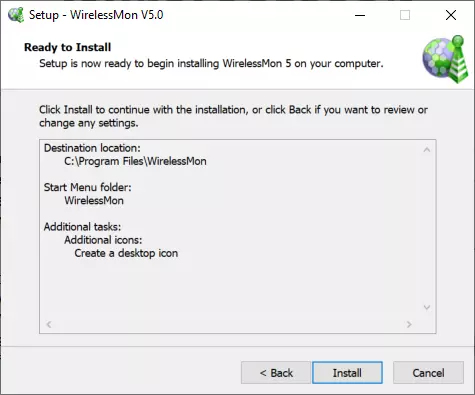 Setup - WirelessMon V5.0
Ready to Install
Setup is now ready to begin installing WirelessMon 5 on your computer.
Click Install to continue with the installation, or click Back if you want to review or
change any settings.
Destination location:
C:\Program Files\WirelessMon
Start Menu folder:
WirelessMon
Additional tasks:
Additional icons:
Create a desktop icon
< Back
Install
Cancel